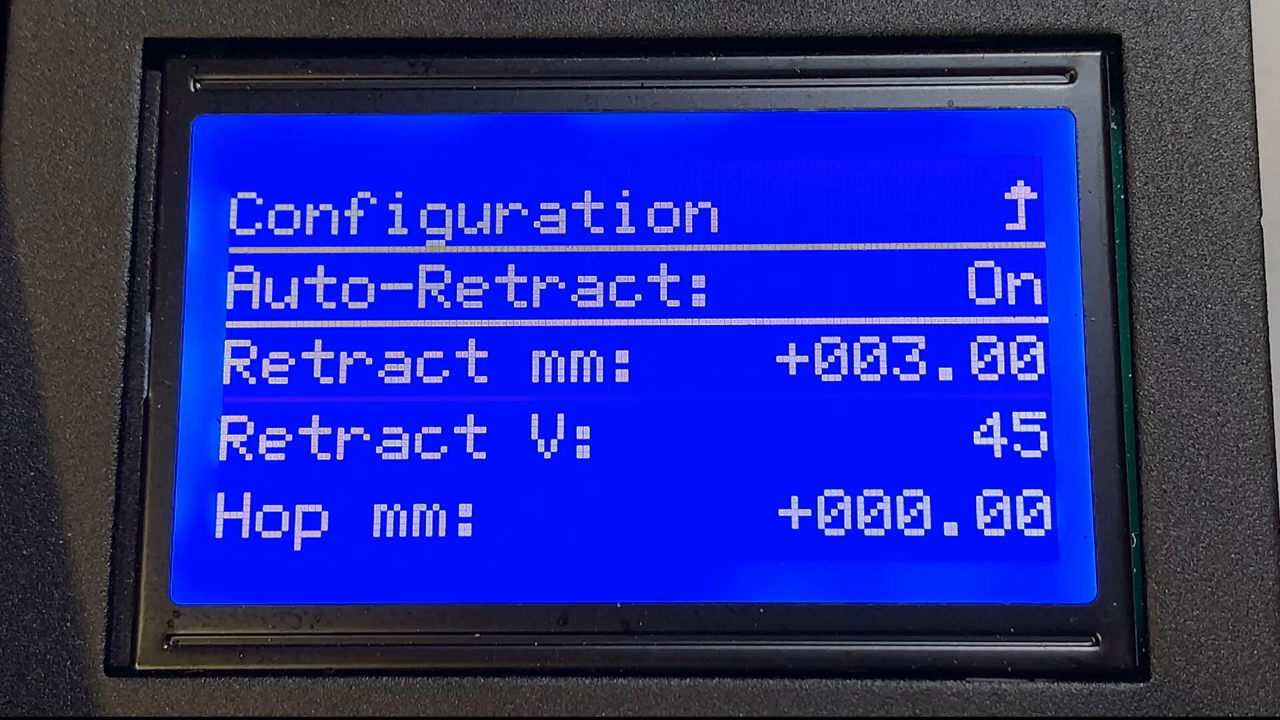 Configuration ↑
Auto-Retract: On
Retract mm: +003.00
Retract V: 45
Hop mm: +000.00